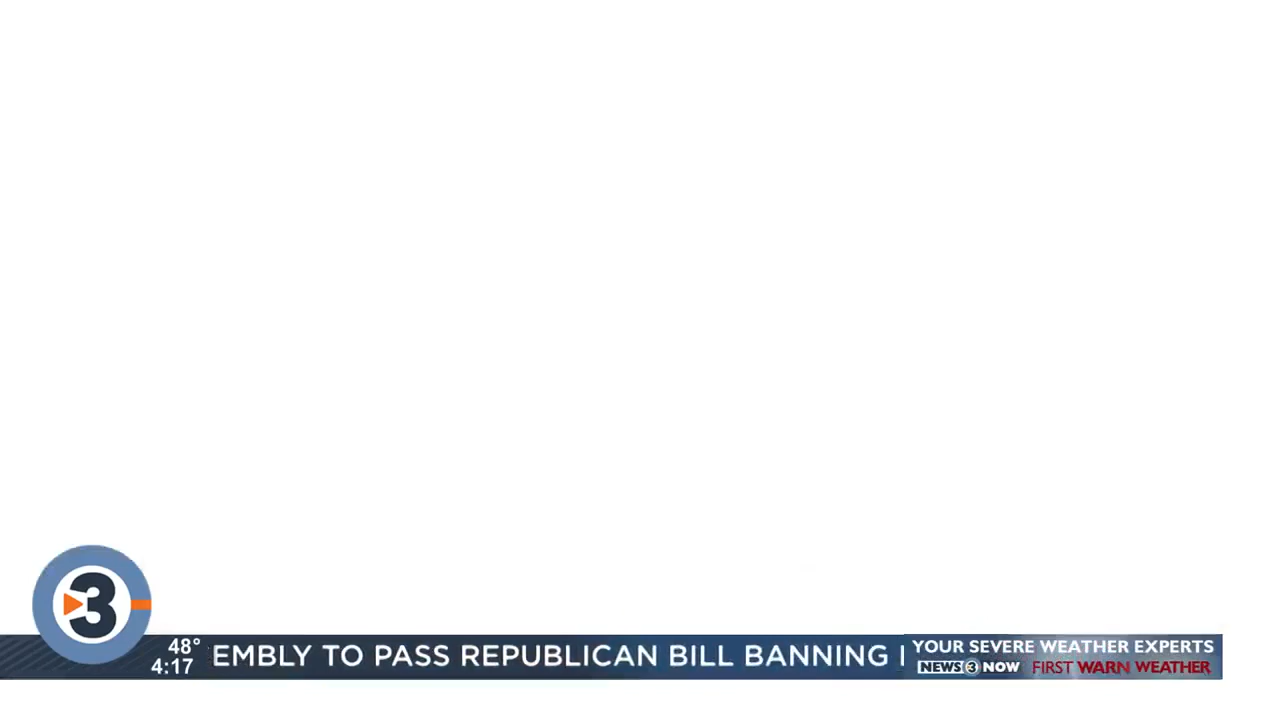 3
48°
4:17
EMBLY TO PASS REPUBLICAN BILL BANNING
YOUR SEVERE WEATHER EXPERTS
NEWS 3 NOW FIRST WARN WEATHER